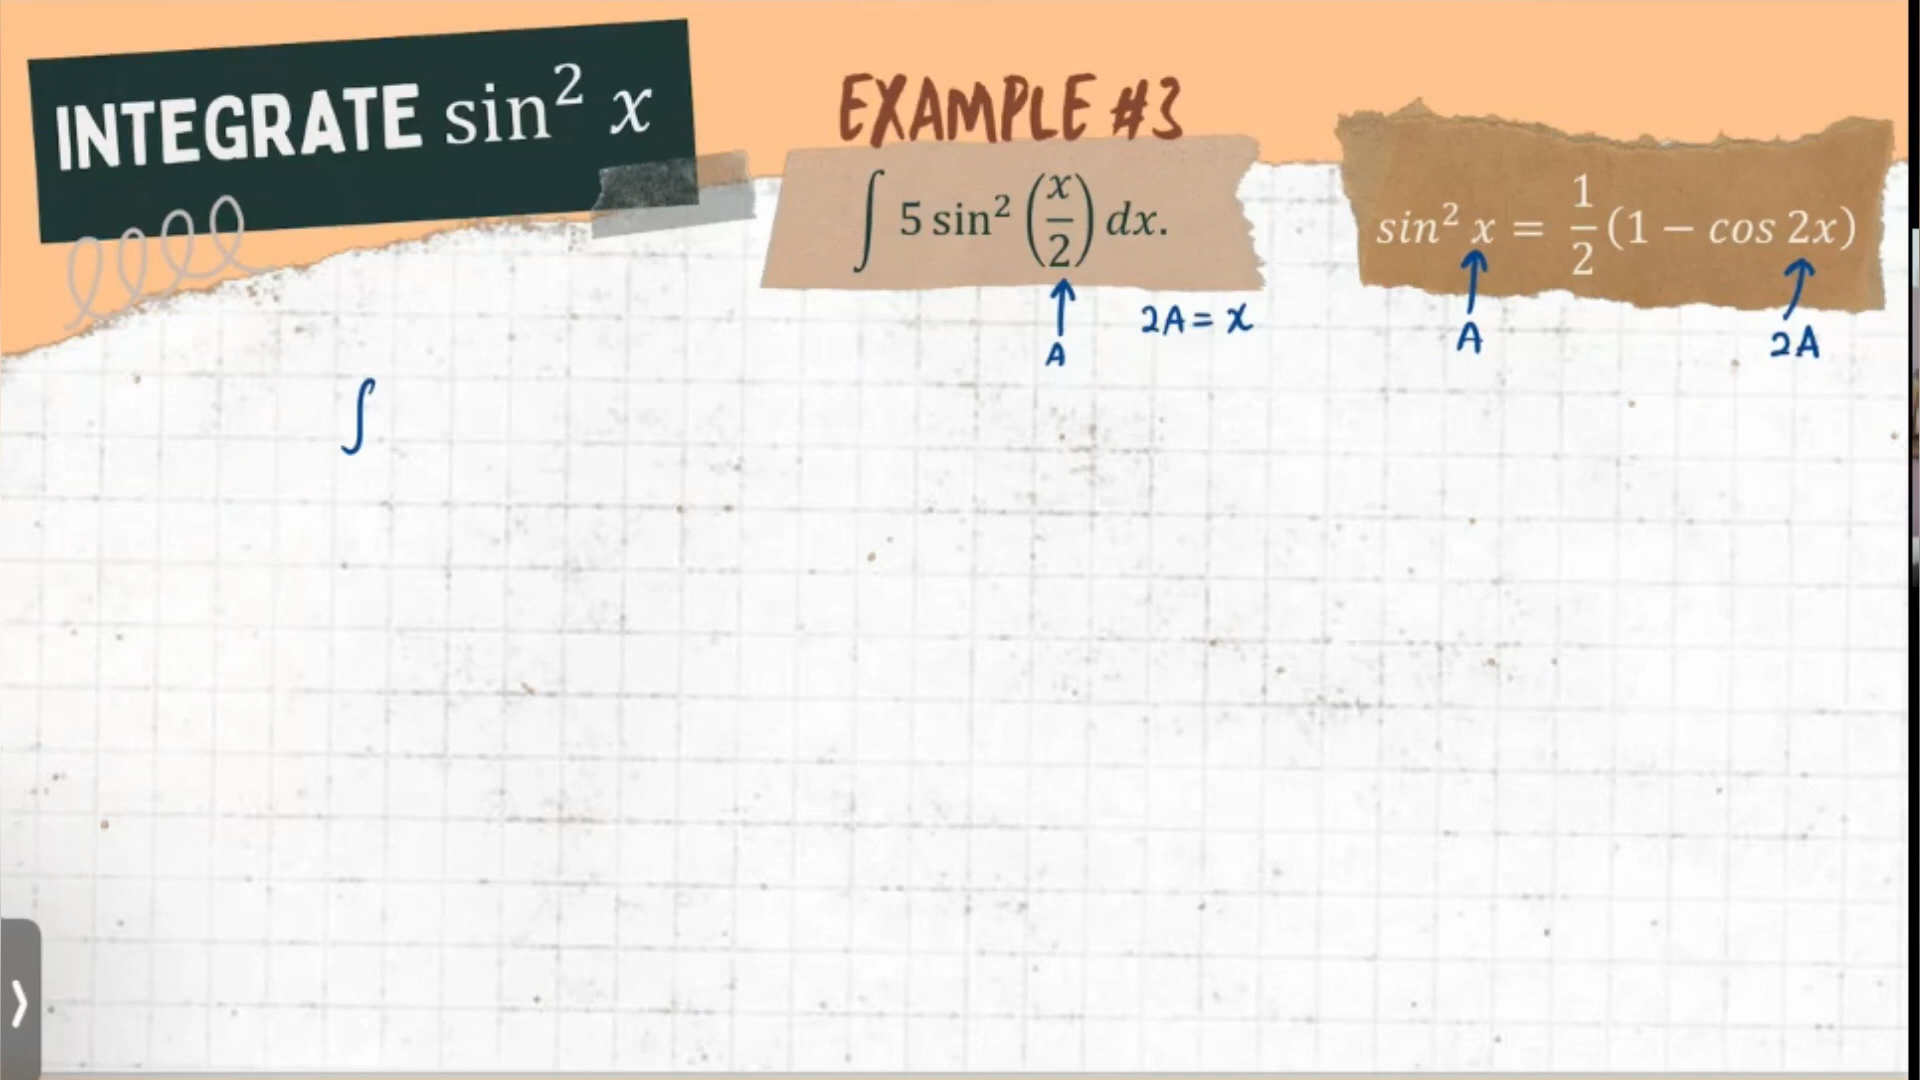 INTEGRATE sin² x
EXAMPLE #3
∫ 5 sin² (x/2) dx.
sin² x = 1/2 (1 − cos 2x)
A
2A = x
A
2A
∫